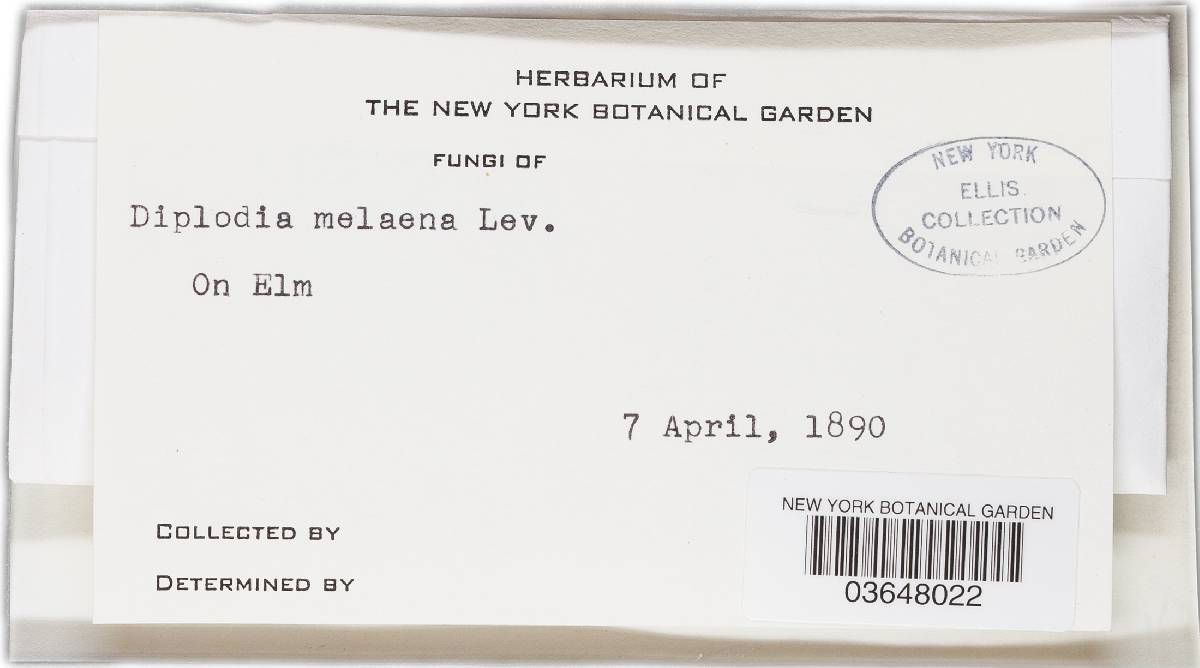 HERBARIUM OF
THE NEW YORK BOTANICAL GARDEN
FUNGI OF
NEW YORK
ELLIS
COLLECTION
BOTANICAL GARDEN
Diplodia melaena Lev.
On Elm
7 April, 1890
COLLECTED BY
DETERMINED BY
NEW YORK BOTANICAL GARDEN
03648022